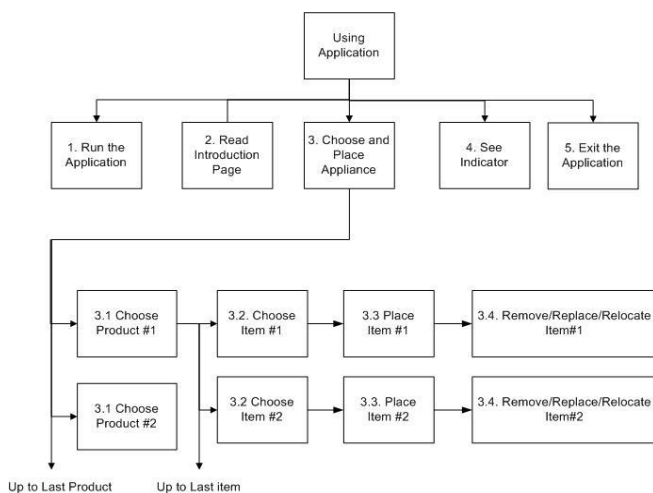 Using
Application
1. Run the
Application
2. Read
Introduction
Page
3. Choose and
Place
Appliance
4. See
Indicator
5. Exit the
Application
3.1 Choose
Product #1
3.2. Choose
Item #1
3.3 Place
Item #1
3.4. Remove/Replace/Relocate
Item#1
3.1 Choose
Product #2
3.2 Choose
Item #2
3.3. Place
Item #2
3.4. Remove/Replace/Relocate
Item#2
Up to Last Product
Up to Last item